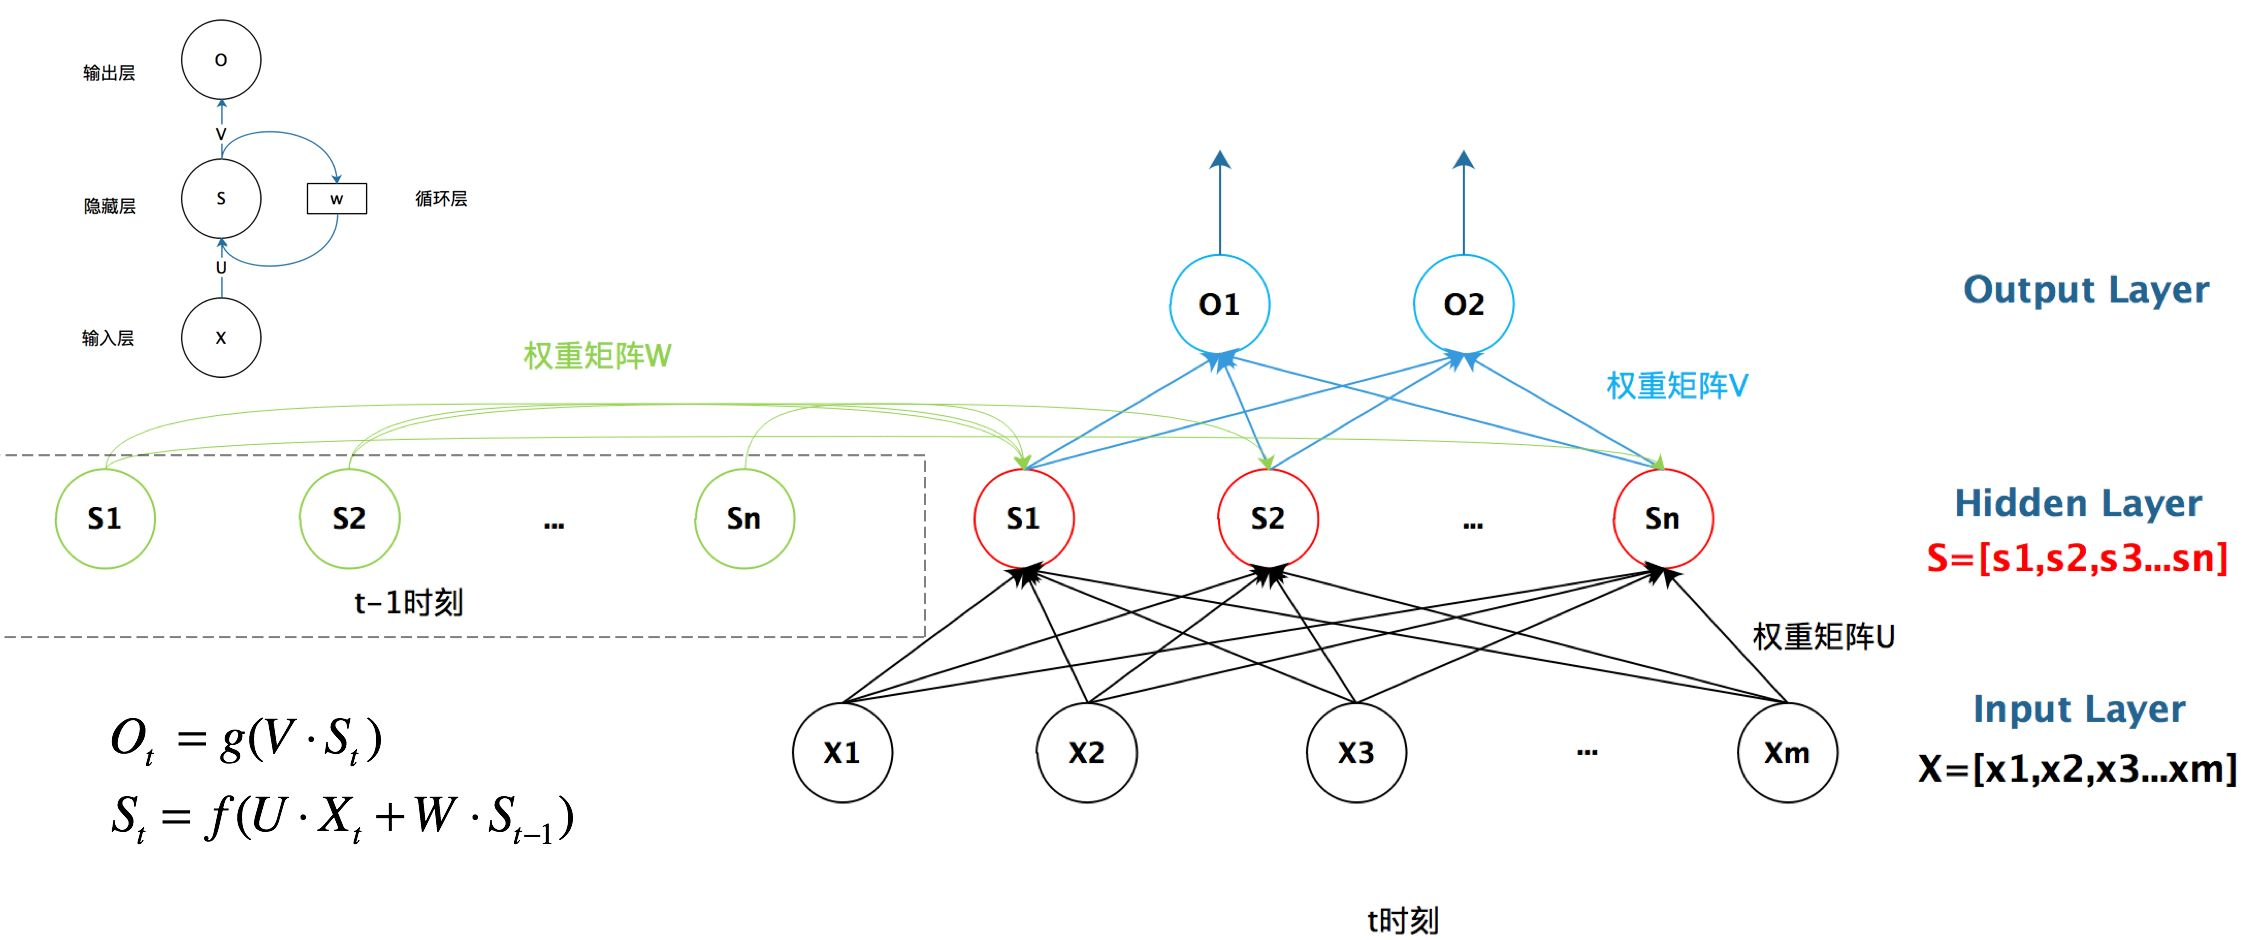 O
输出层
V
S
隐藏层
w
循环层
U
X
输入层
权重矩阵W
O1
O2
Output Layer
权重矩阵V
S1
S2
...
Sn
t-1时刻
S1
S2
...
Sn
Hidden Layer
S=[s1,s2,s3...sn]
权重矩阵U
X1
X2
X3
...
Xm
Input Layer
X=[x1,x2,x3...xm]
O_t = g(V · S_t)
S_t = f(U · X_t + W · S_{t-1})
t时刻